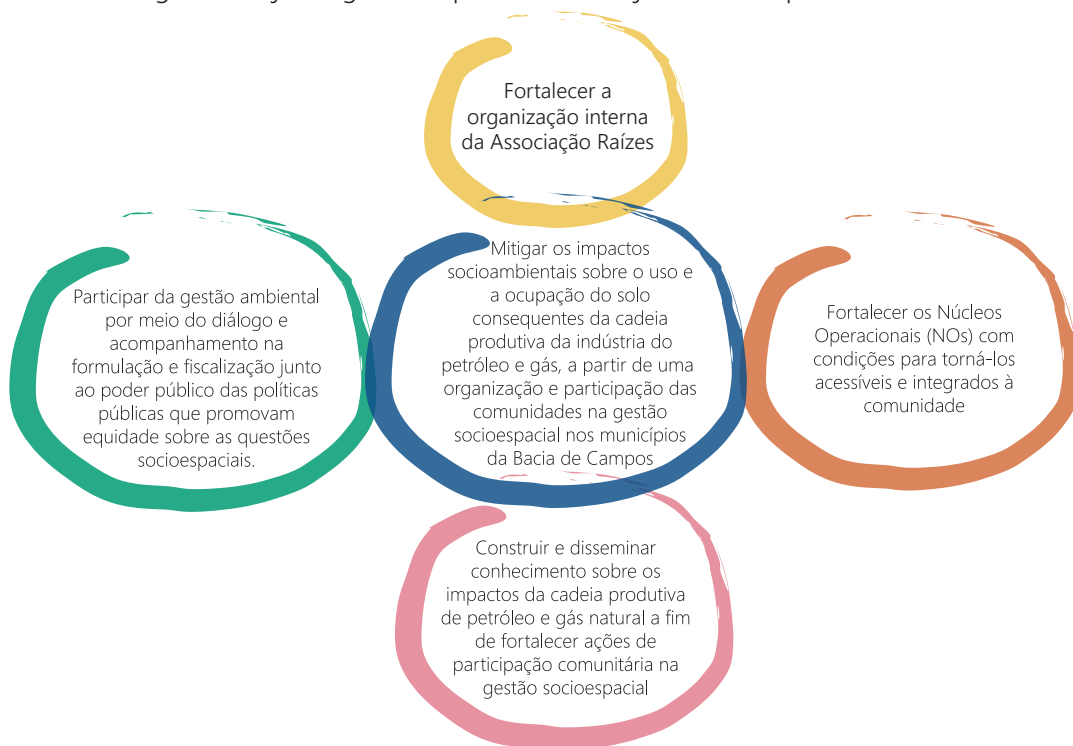 Fortalecer a
organização interna
da Associação Raízes
Participar da gestão ambiental
por meio do diálogo e
acompanhamento na
formulação e fiscalização junto
ao poder público das políticas
públicas que promovam
equidade sobre as questões
socioespaciais.
Mitigar os impactos
socioambientais sobre o uso e
a ocupação do solo
consequentes da cadeia
produtiva da indústria do
petróleo e gás, a partir de uma
organização e participação das
comunidades na gestão
socioespacial nos municípios
da Bacia de Campos
Fortalecer os Núcleos
Operacionais (NOs) com
condições para torná-los
acessíveis e integrados à
comunidade
Construir e disseminar
conhecimento sobre os
impactos da cadeia produtiva
de petróleo e gás natural a fim
de fortalecer ações de
participação comunitária na
gestão socioespacial